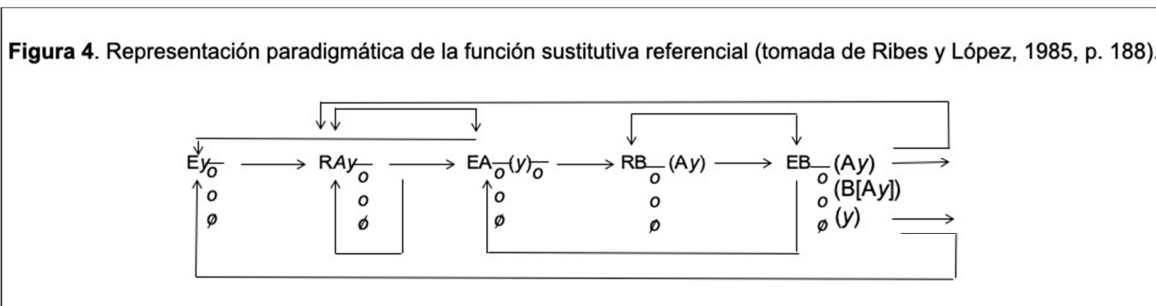 Figura 4. Representación paradigmática de la función sustitutiva referencial (tomada de Ribes y López, 1985, p. 188).
Ey o → RAy o → EA o (y) o → RB o (Ay) → EB o (Ay) →
o o o o o (B[Ay])
ø ø ø ø ø (y) →